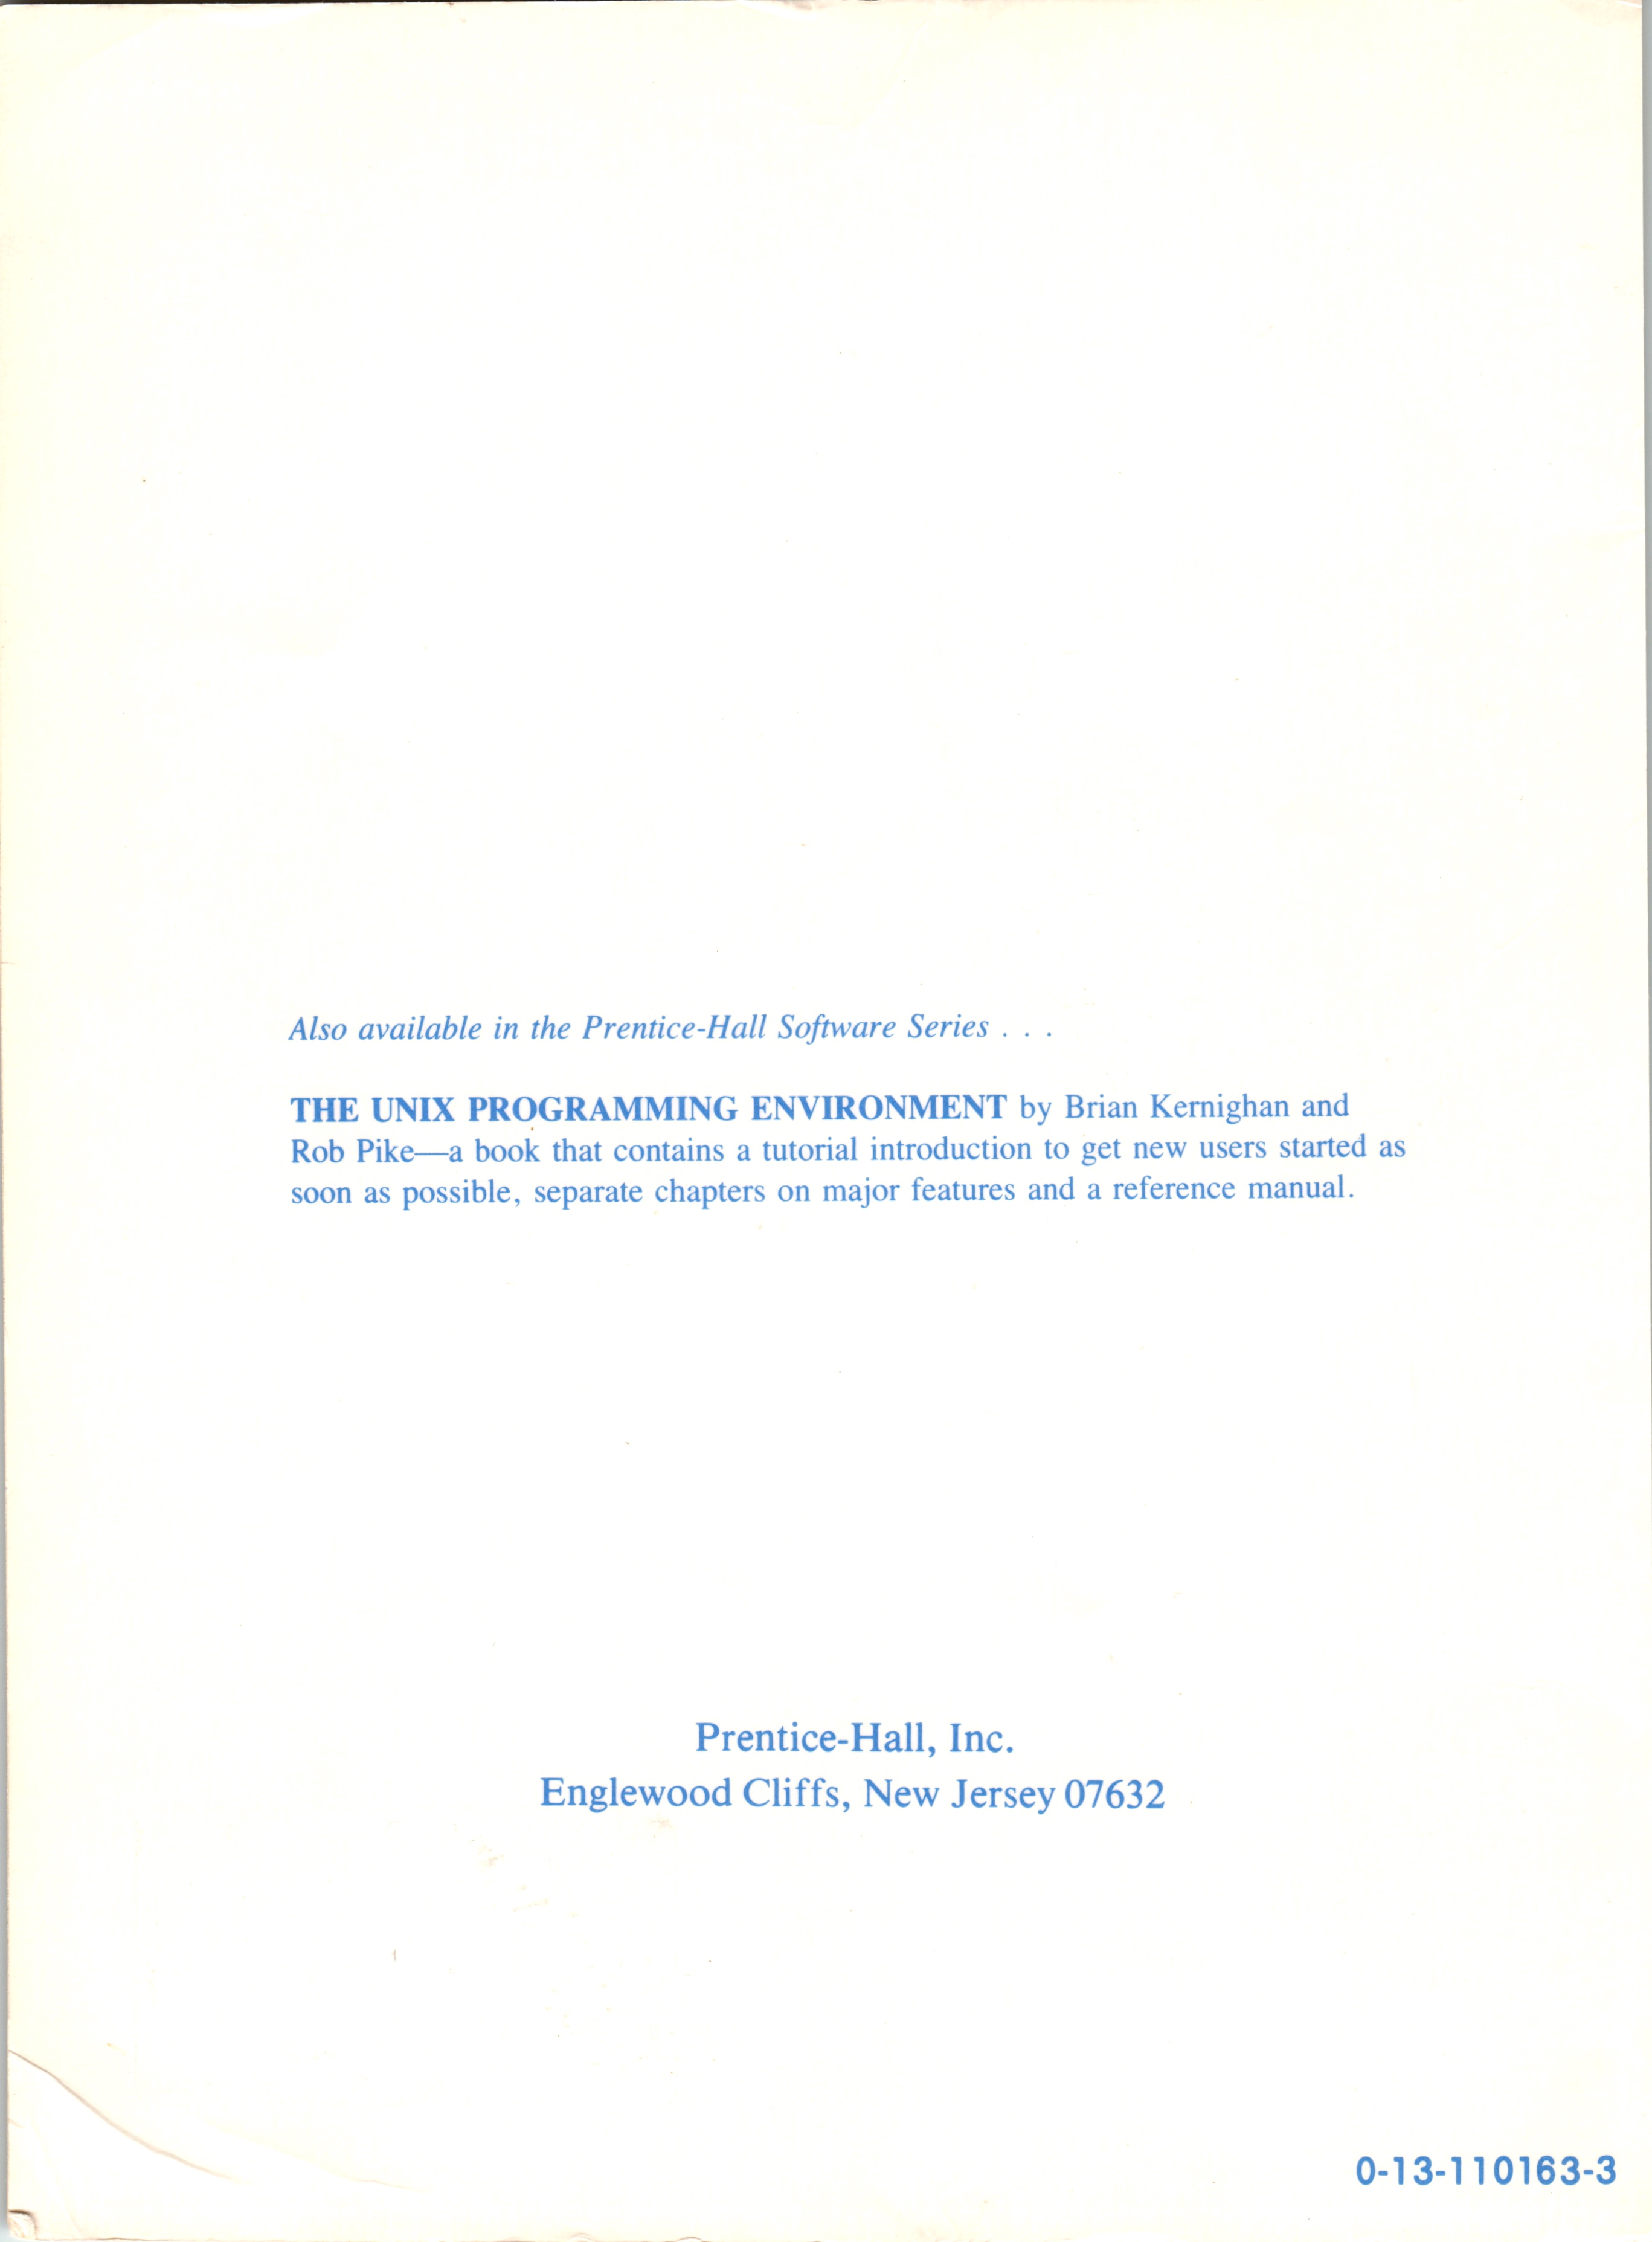 Also available in the Prentice-Hall Software Series . . .
THE UNIX PROGRAMMING ENVIRONMENT by Brian Kernighan and
Rob Pike—a book that contains a tutorial introduction to get new users started as
soon as possible, separate chapters on major features and a reference manual.
Prentice-Hall, Inc.
Englewood Cliffs, New Jersey 07632
0-13-110163-3